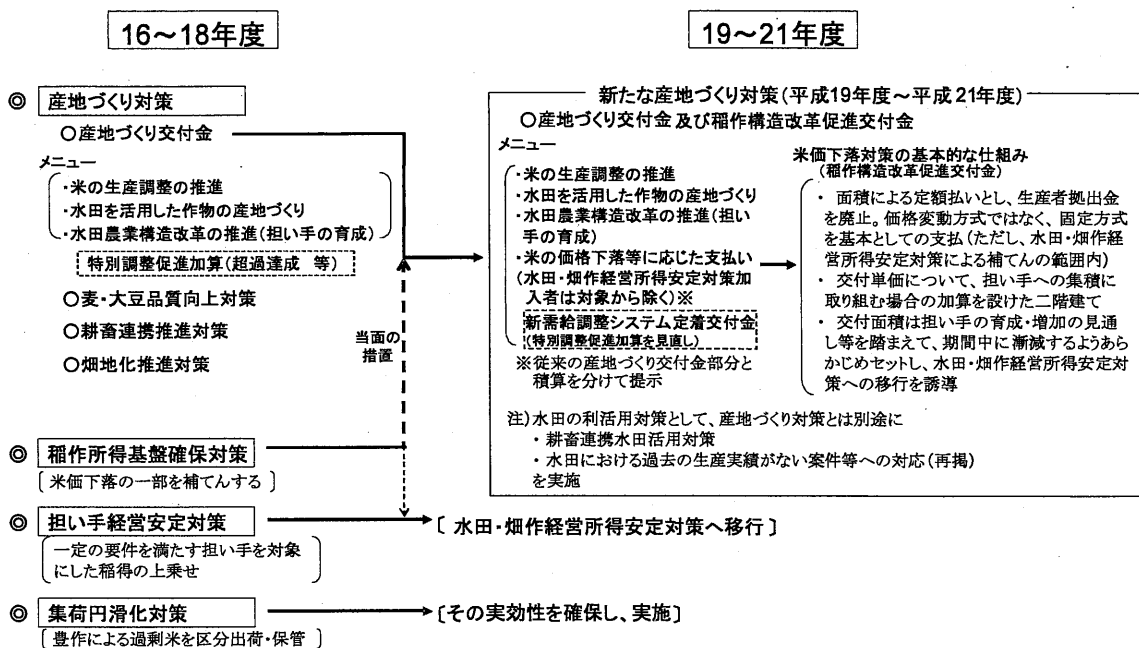 16～18年度
19～21年度
◎ 産地づくり対策
○産地づくり交付金
メニュー
・米の生産調整の推進
・水田を活用した作物の産地づくり
・水田農業構造改革の推進(担い手の育成)
特別調整促進加算(超過達成 等)
○麦・大豆品質向上対策
○耕畜連携推進対策
○畑地化推進対策
当面の
措置
◎ 稲作所得基盤確保対策
〔 米価下落の一部を補てんする 〕
◎ 担い手経営安定対策
一定の要件を満たす担い手を対象
にした稲得の上乗せ
◎ 集荷円滑化対策
〔 豊作による過剰米を区分出荷・保管 〕
新たな産地づくり対策(平成19年度～平成21年度)
○産地づくり交付金及び稲作構造改革促進交付金
メニュー
・米の生産調整の推進
・水田を活用した作物の産地づくり
・水田農業構造改革の推進(担い
手の育成)
・米の価格下落等に応じた支払い
(水田・畑作経営所得安定対策加
入者は対象から除く)※
新需給調整システム定着交付金
(特別調整促進加算を見直し)
※従来の産地づくり交付金部分と
積算を分けて提示
米価下落対策の基本的な仕組み
(稲作構造改革促進交付金)
・ 面積による定額払いとし、生産者拠出金
を廃止。価格変動方式ではなく、固定方式
を基本としての支払(ただし、水田・畑作経
営所得安定対策による補てんの範囲内)
・ 交付単価について、担い手への集積に
取り組む場合の加算を設けた二階建て
・ 交付面積は担い手の育成・増加の見通
し等を踏まえて、期間中に漸減するようあら
かじめセットし、水田・畑作経営所得安定対
策への移行を誘導
注)水田の利活用対策として、産地づくり対策とは別途に
・ 耕畜連携水田活用対策
・ 水田における過去の生産実績がない案件等への対応(再掲)
を実施
〔 水田・畑作経営所得安定対策へ移行 〕
〔その実効性を確保し、実施〕